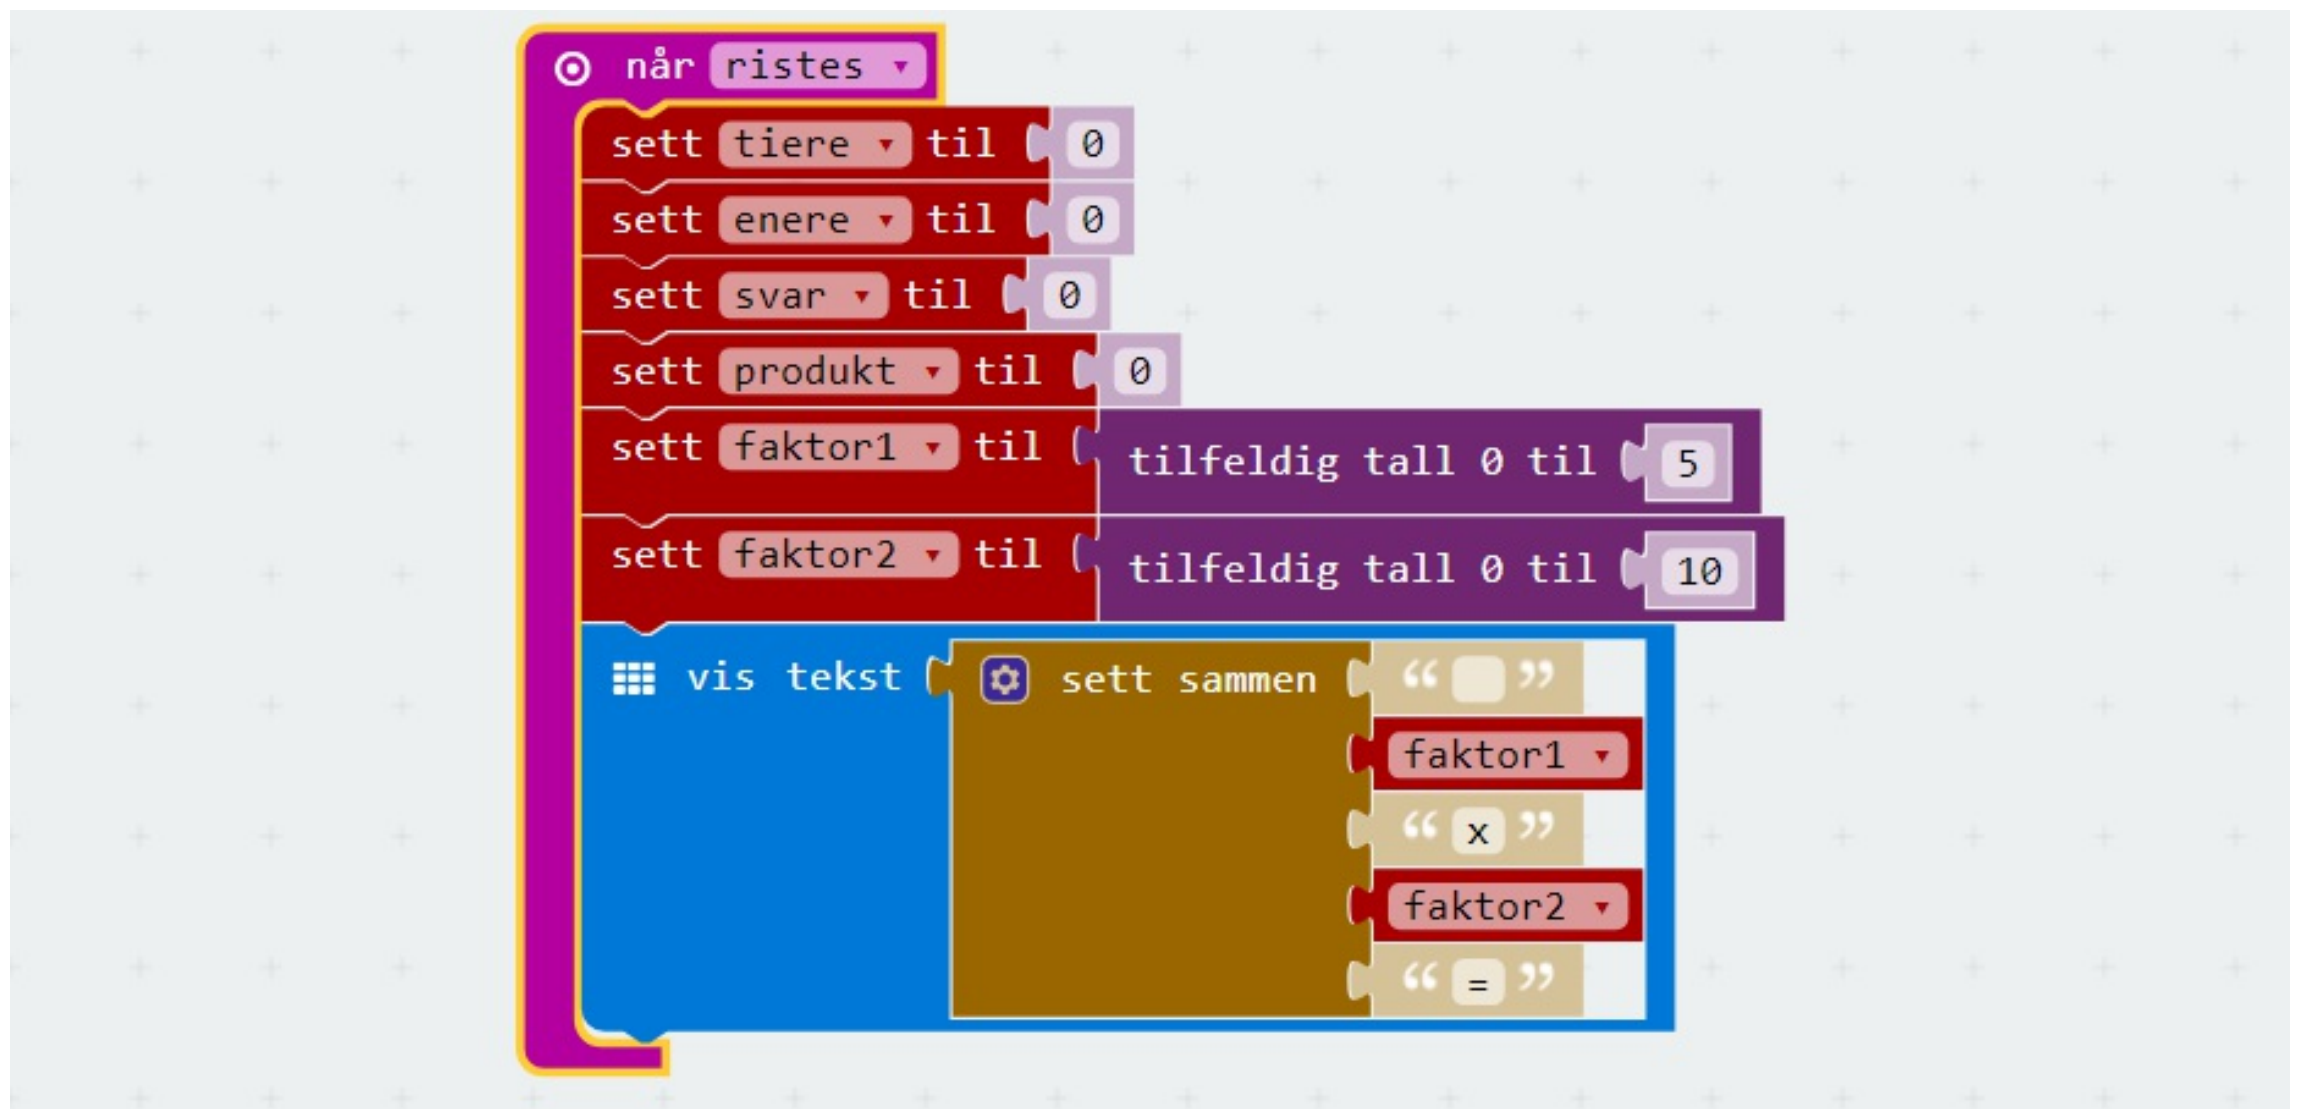 når ristes
sett tiere til 0
sett enere til 0
sett svar til 0
sett produkt til 0
sett faktor1 til tilfeldig tall 0 til 5
sett faktor2 til tilfeldig tall 0 til 10
vis tekst sett sammen “ ”
faktor1
“ x ”
faktor2
“ = ”